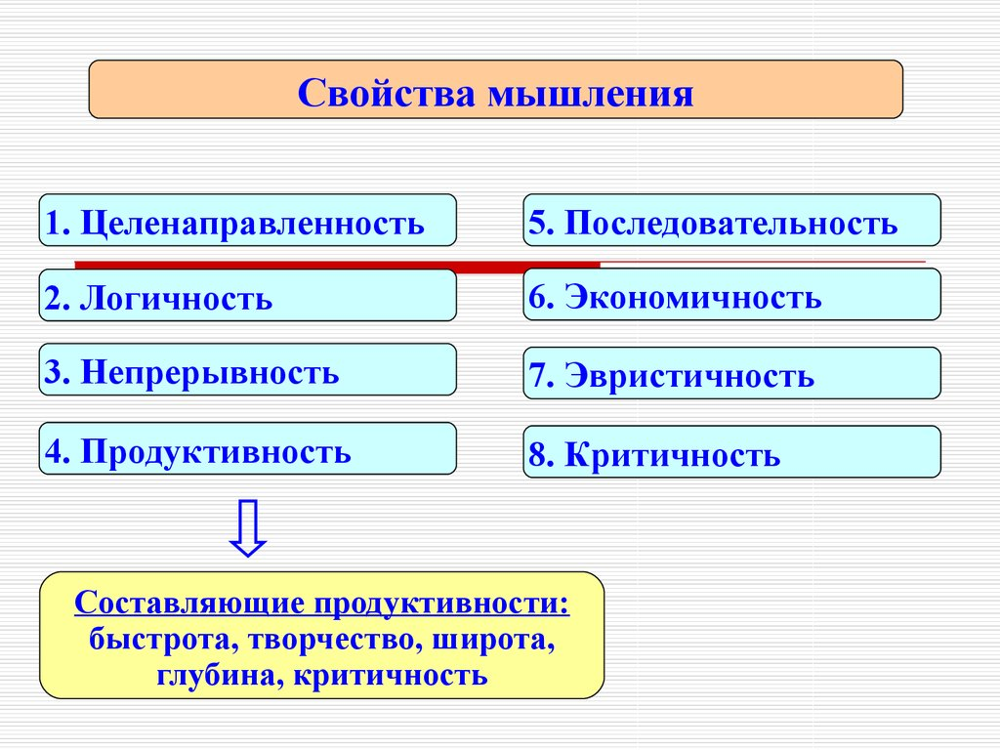 Свойства мышления
1. Целенаправленность
2. Логичность
3. Непрерывность
4. Продуктивность
5. Последовательность
6. Экономичность
7. Эвристичность
8. Критичность
Составляющие продуктивности:
быстрота, творчество, широта,
глубина, критичность